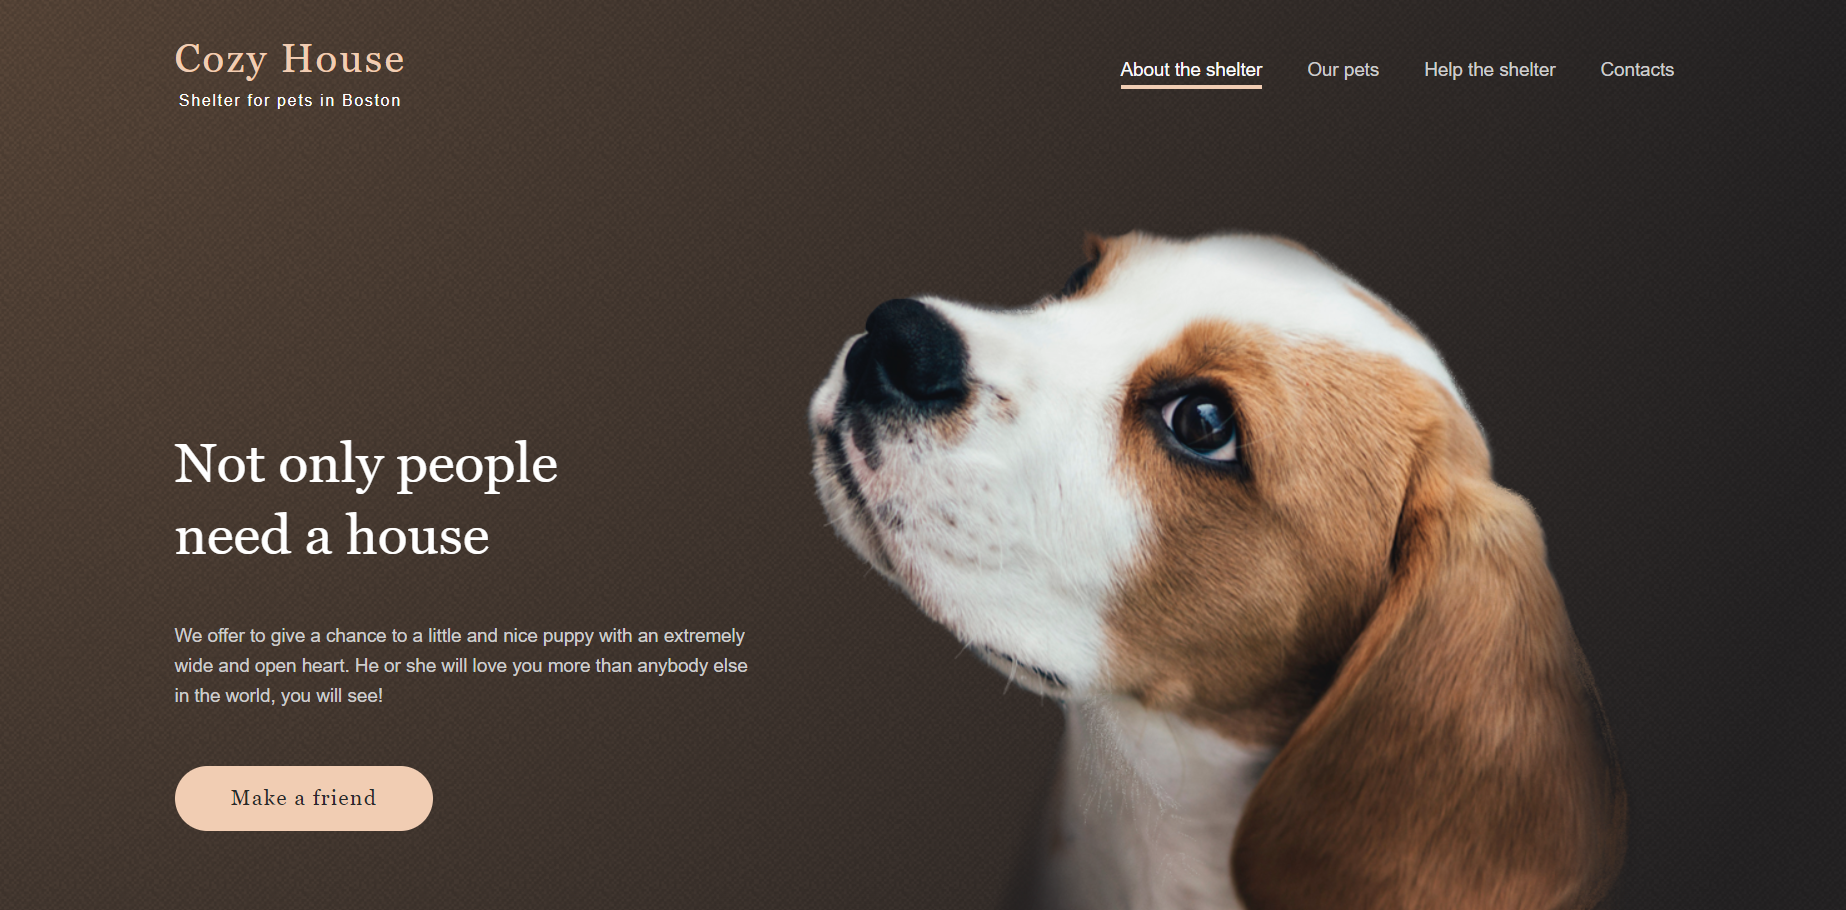 Cozy House
Shelter for pets in Boston
About the shelter
Our pets
Help the shelter
Contacts
Not only people
need a house
We offer to give a chance to a little and nice puppy with an extremely
wide and open heart. He or she will love you more than anybody else
in the world, you will see!
Make a friend